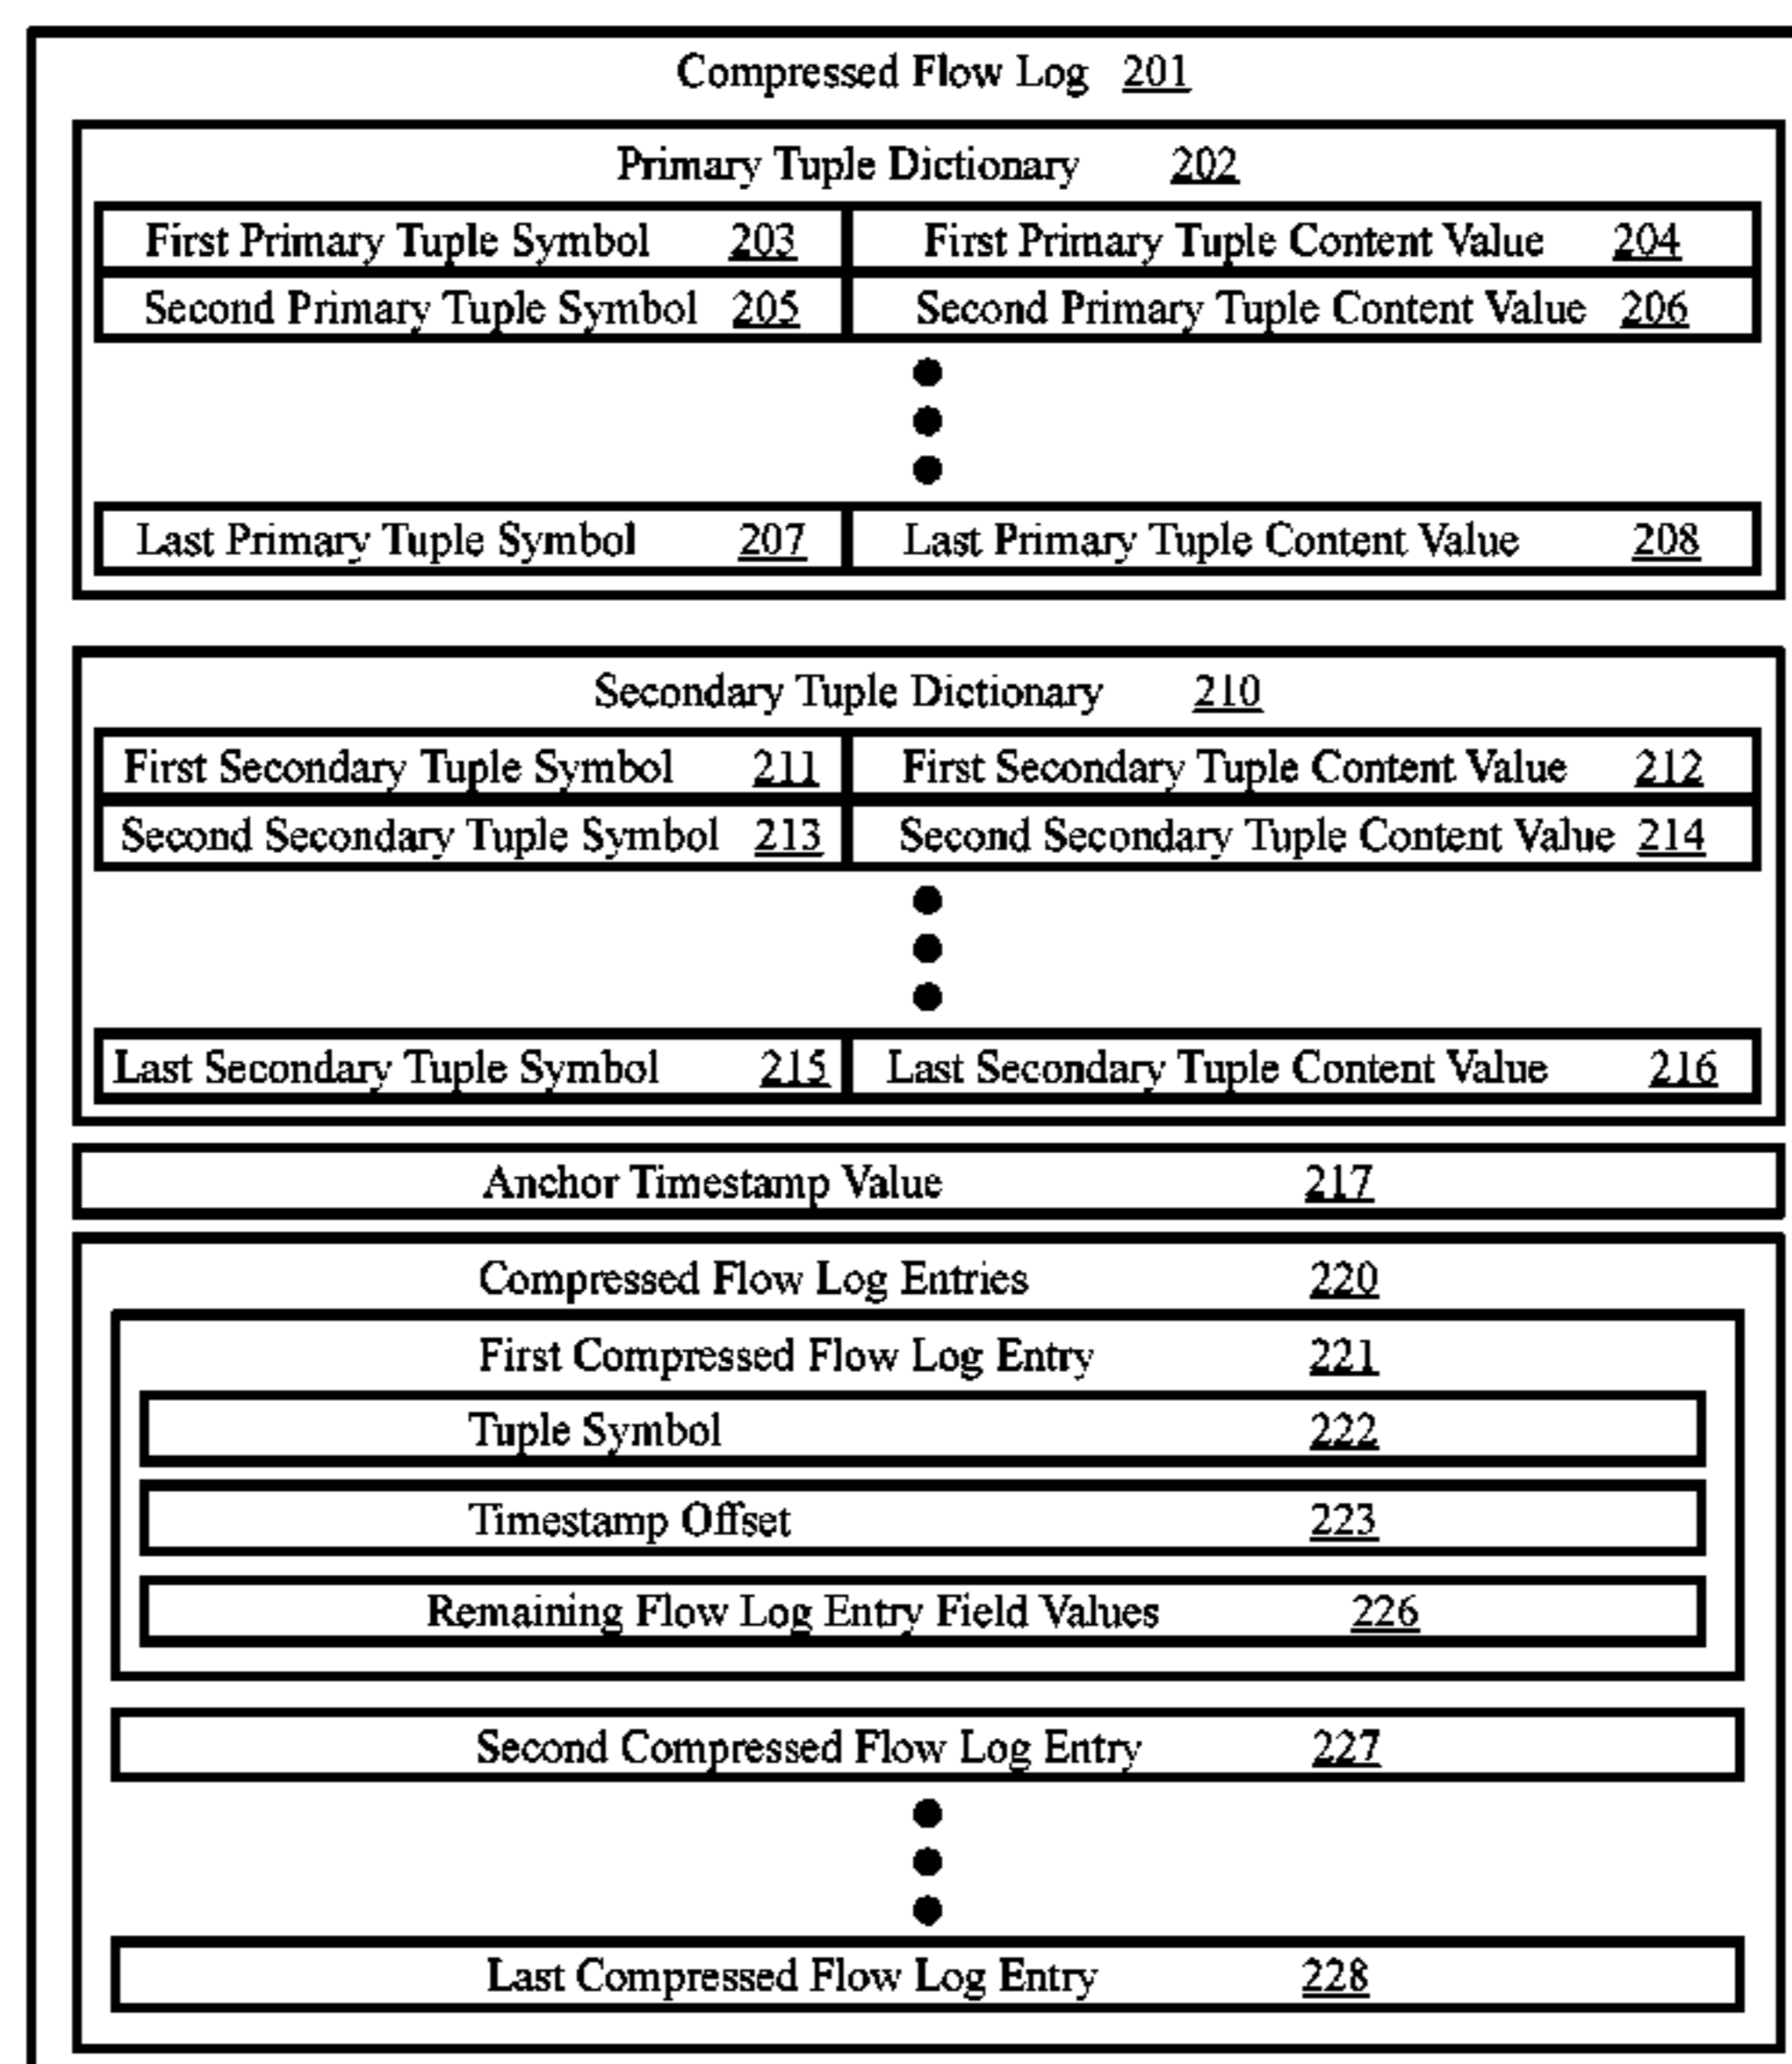 Compressed Flow Log 201
Primary Tuple Dictionary 202
First Primary Tuple Symbol 203 First Primary Tuple Content Value 204
Second Primary Tuple Symbol 205 Second Primary Tuple Content Value 206
Last Primary Tuple Symbol 207 Last Primary Tuple Content Value 208
Secondary Tuple Dictionary 210
First Secondary Tuple Symbol 211 First Secondary Tuple Content Value 212
Second Secondary Tuple Symbol 213 Second Secondary Tuple Content Value 214
Last Secondary Tuple Symbol 215 Last Secondary Tuple Content Value 216
Anchor Timestamp Value 217
Compressed Flow Log Entries 220
First Compressed Flow Log Entry 221
Tuple Symbol 222
Timestamp Offset 223
Remaining Flow Log Entry Field Values 226
Second Compressed Flow Log Entry 227
Last Compressed Flow Log Entry 228